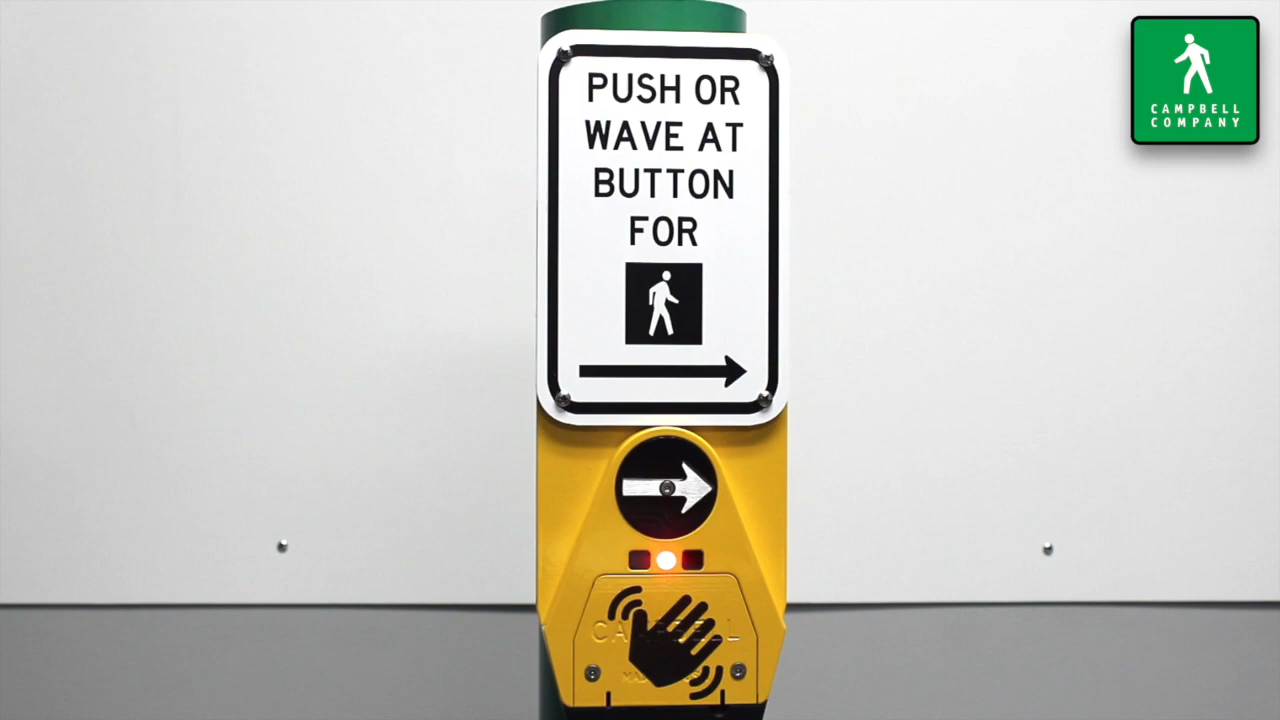 PUSH OR
WAVE AT
BUTTON
FOR
CAMPBELL
COMPANY